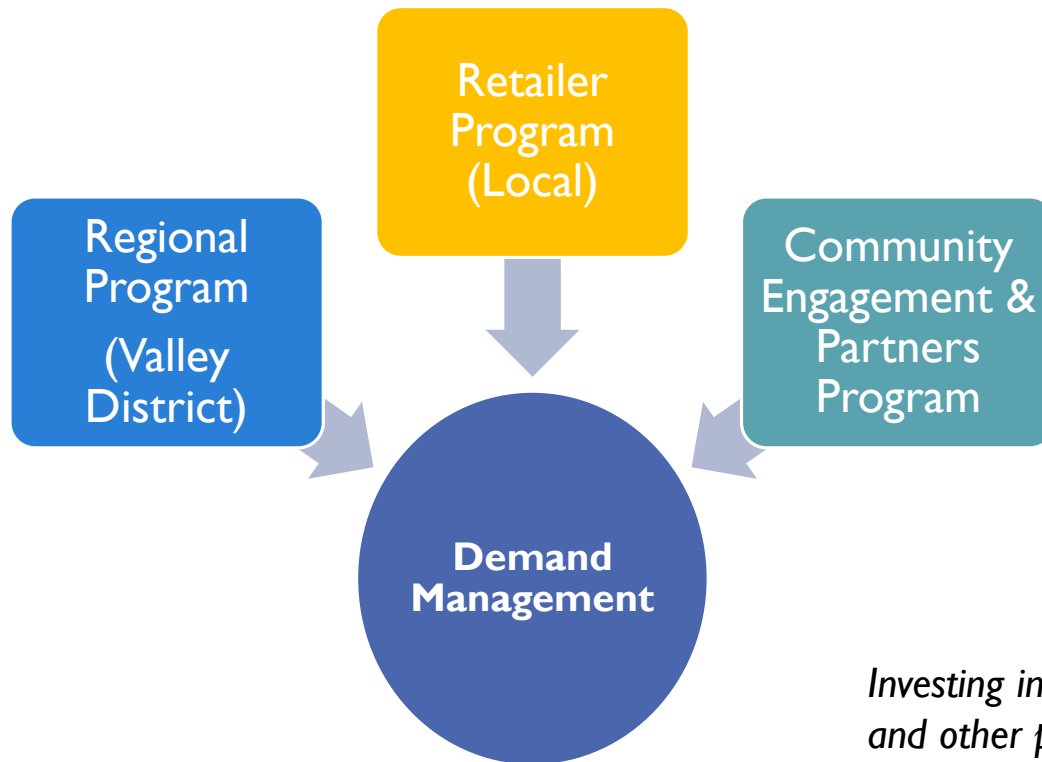 Retailer
Program
(Local)
Regional
Program
(Valley
District)
Community
Engagement &
Partners
Program
Demand
Management
Investing in
and other